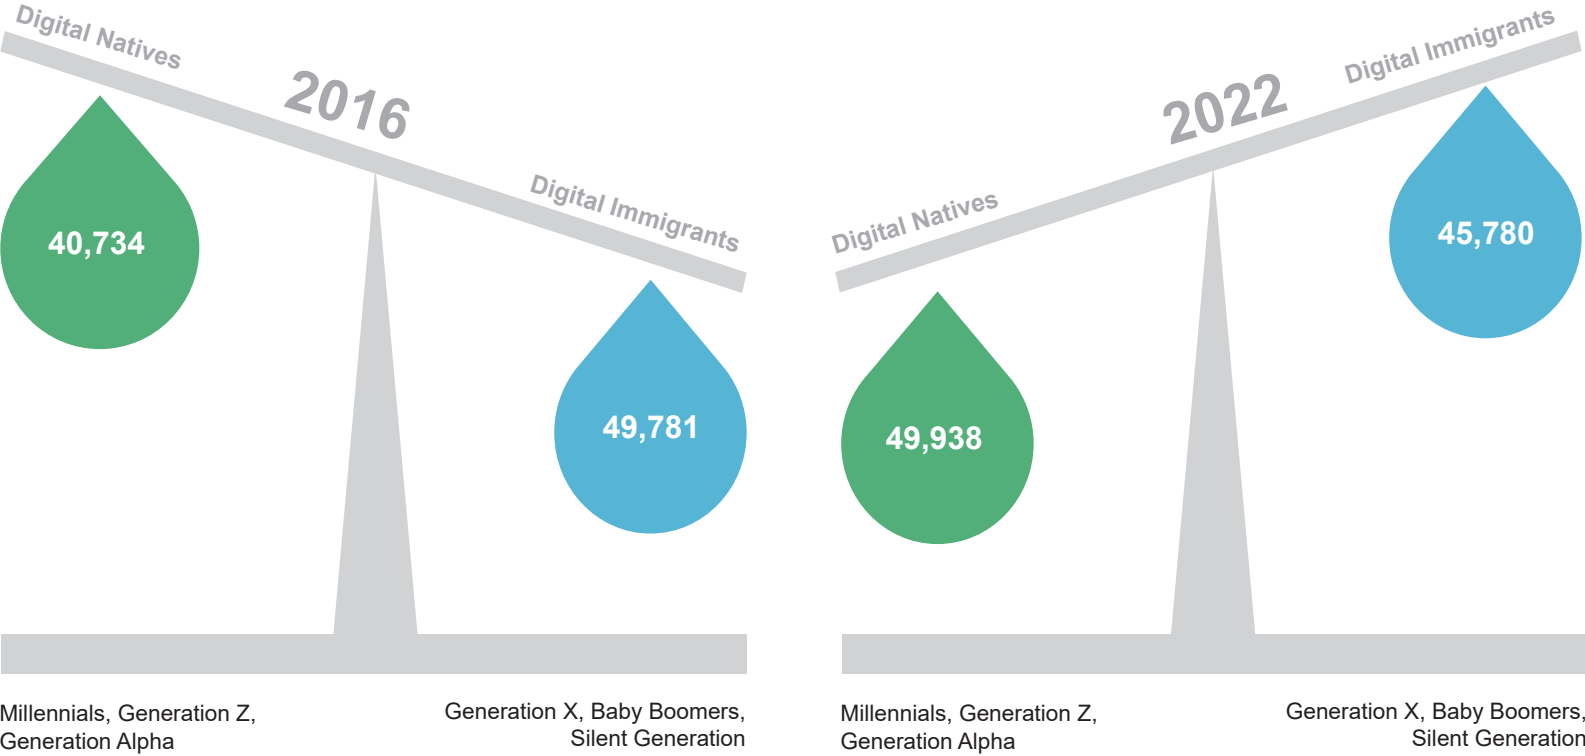 Digital Natives
2016
Digital Immigrants
40,734
49,781
Millennials, Generation Z,
Generation Alpha
Generation X, Baby Boomers,
Silent Generation
Digital Immigrants
2022
Digital Natives
45,780
49,938
Millennials, Generation Z,
Generation Alpha
Generation X, Baby Boomers,
Silent Generation